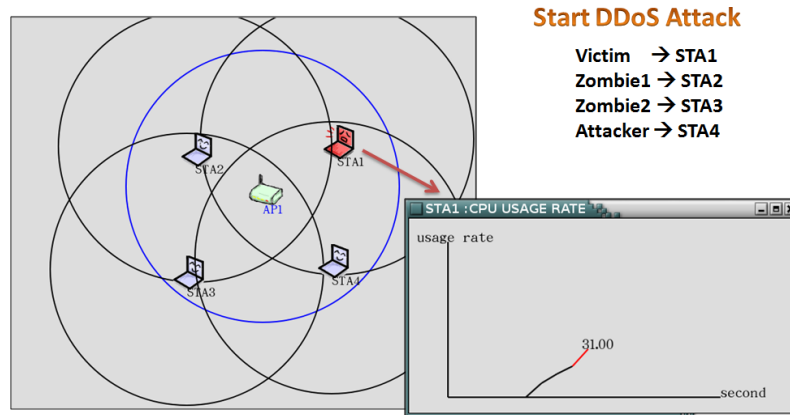 Start DDoS Attack
Victim → STA1
Zombie1 → STA2
Zombie2 → STA3
Attacker → STA4
STA2
STA1
AP1
STA3
STA4
STA1 :CPU USAGE RATE
usage rate
31.00
second